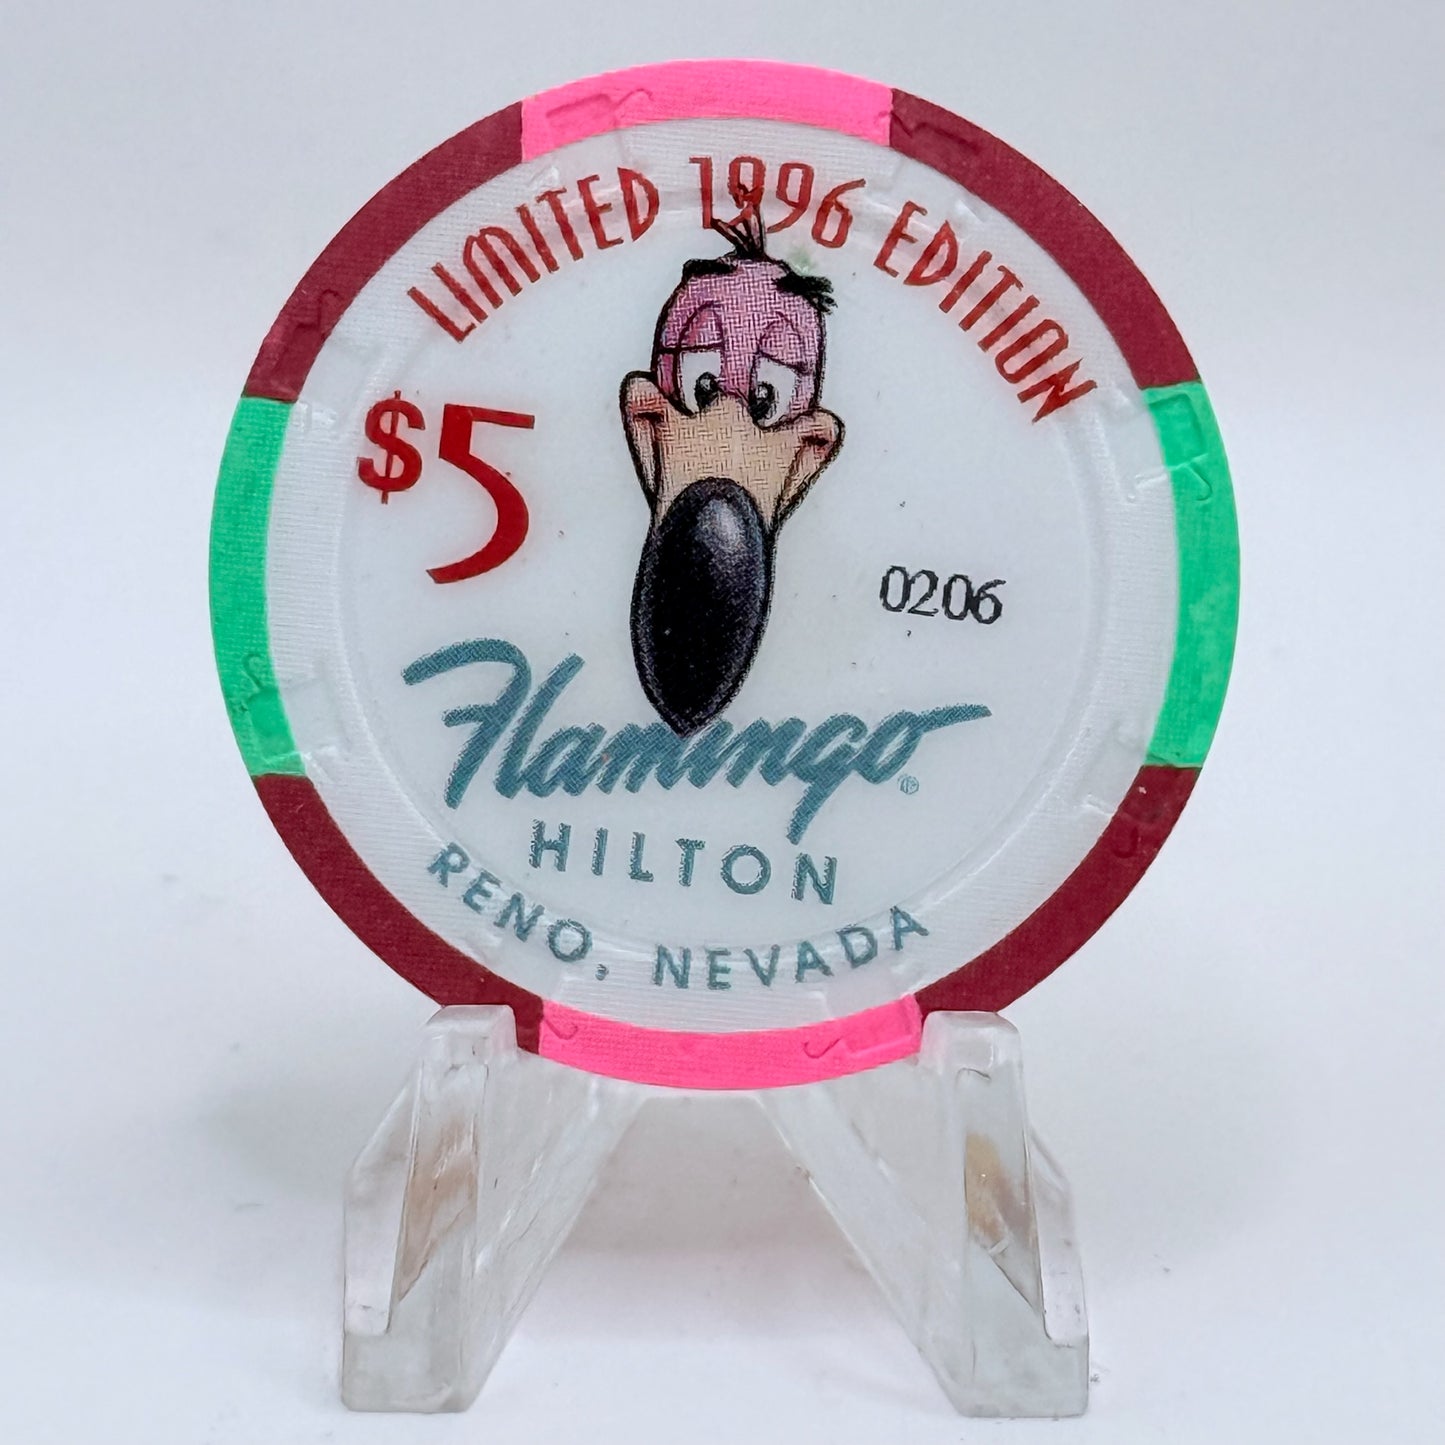 LIMITED 1996 EDITION
$5
0206
Flamingo®
HILTON
RENO, NEVADA